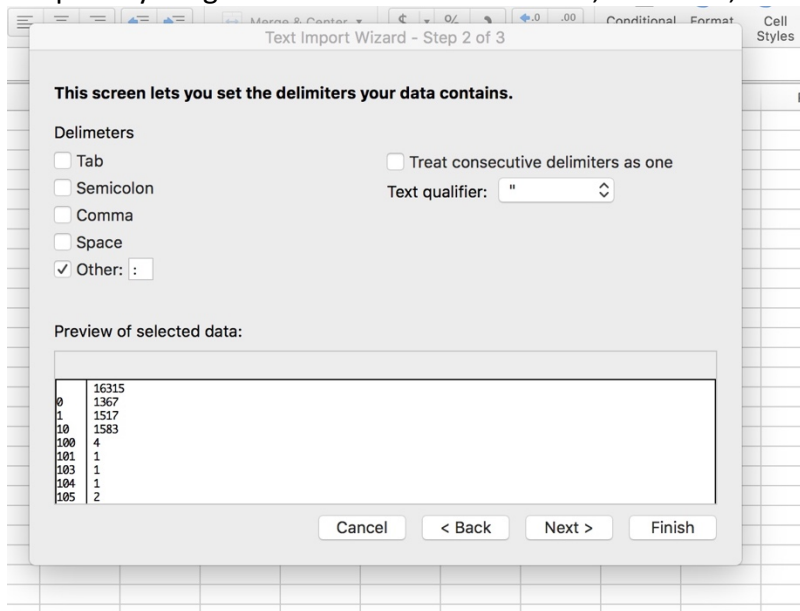 Merge & Center
Conditional Format Cell
Styles
Text Import Wizard - Step 2 of 3
This screen lets you set the delimiters your data contains.
Delimeters
Tab
Treat consecutive delimiters as one
Semicolon
Text qualifier: "
Comma
Space
Other: :
Preview of selected data:
16315
0 1367
1 1517
10 1583
100 4
101 1
103 1
104 1
105 2
Cancel < Back Next > Finish